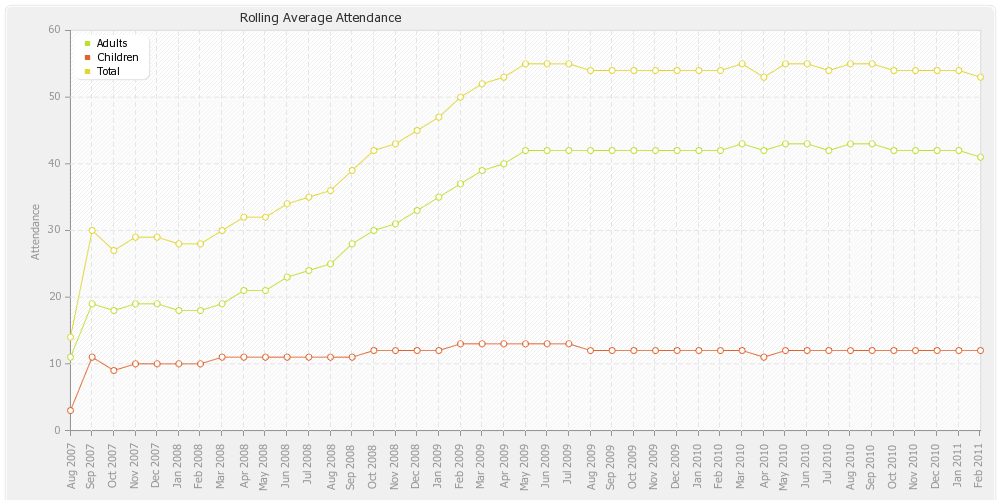 Rolling Average Attendance
Adults
Children
Total
Attendance
60
50
40
30
20
10
0
Aug 2007
Sep 2007
Oct 2007
Nov 2007
Dec 2007
Jan 2008
Feb 2008
Mar 2008
Apr 2008
May 2008
Jun 2008
Jul 2008
Aug 2008
Sep 2008
Oct 2008
Nov 2008
Dec 2008
Jan 2009
Feb 2009
Mar 2009
Apr 2009
May 2009
Jun 2009
Jul 2009
Aug 2009
Sep 2009
Oct 2009
Nov 2009
Dec 2009
Jan 2010
Feb 2010
Mar 2010
Apr 2010
May 2010
Jun 2010
Jul 2010
Aug 2010
Sep 2010
Oct 2010
Nov 2010
Dec 2010
Jan 2011
Feb 2011